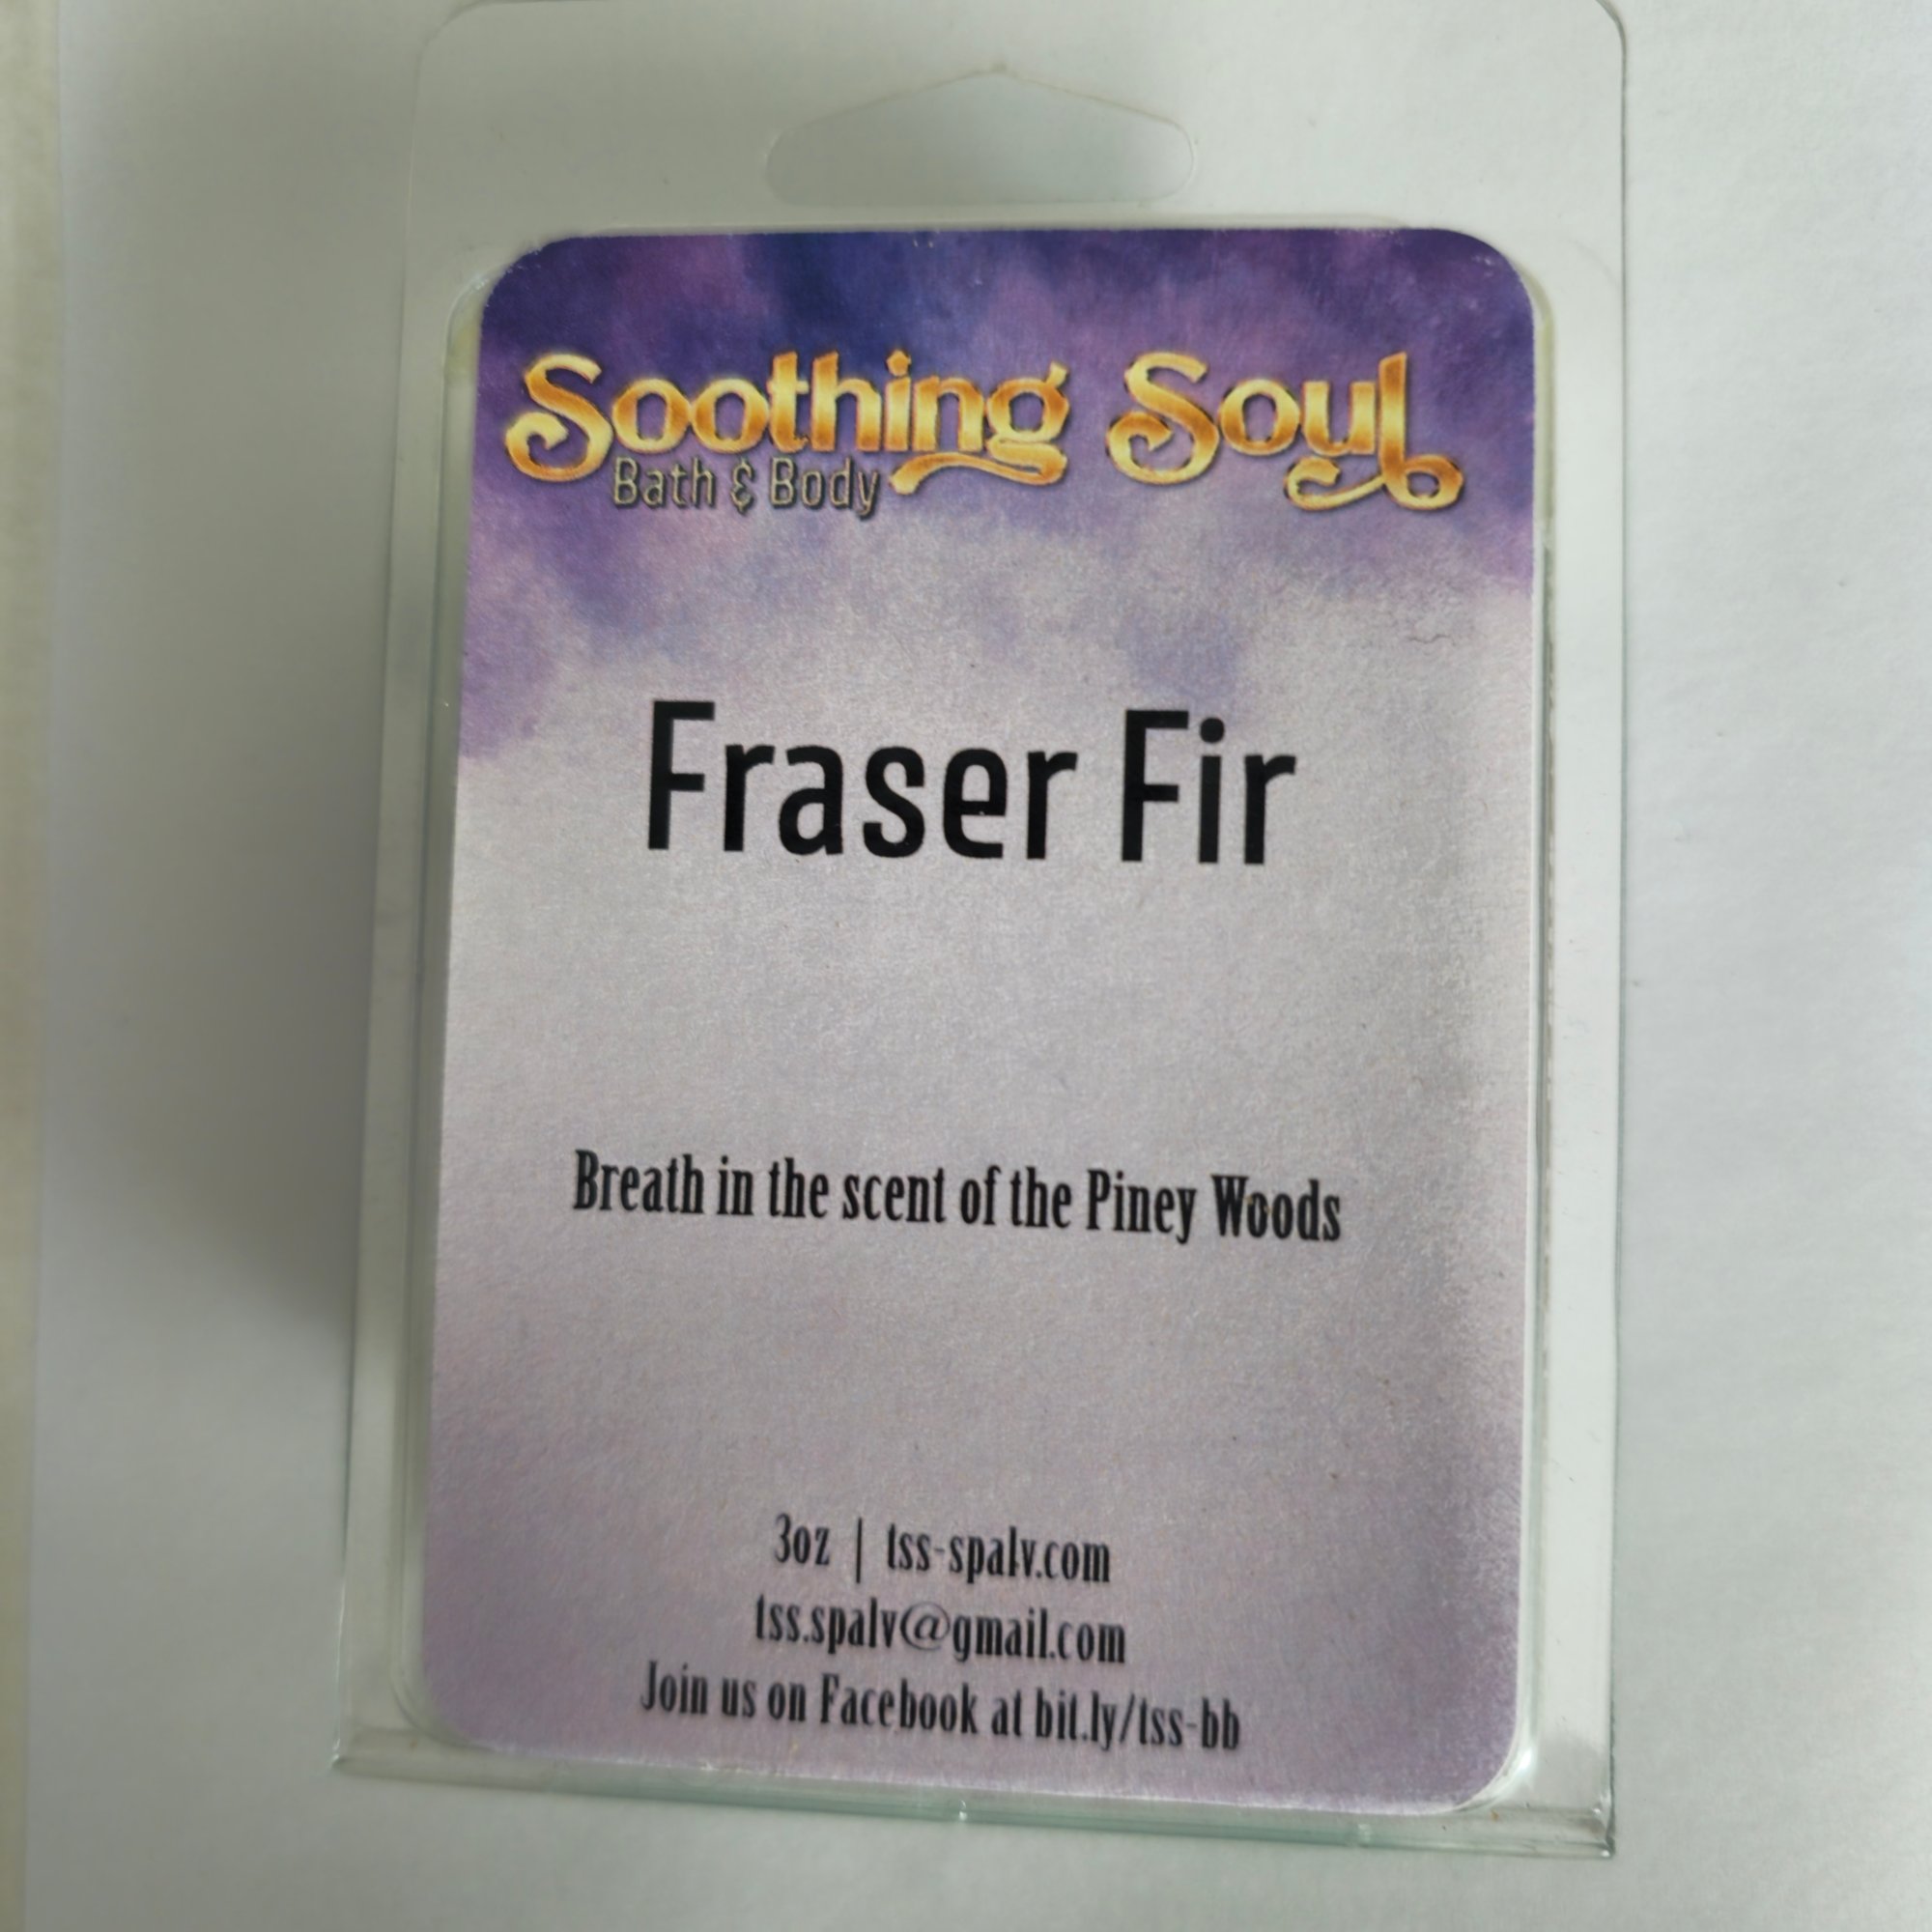 Soothing Soul
Bath & Body
Fraser Fir
Breath in the scent of the Piney Woods
3oz | tss-spalv.com
tss.spalv@gmail.com
Join us on Facebook at bit.ly/tss-bb